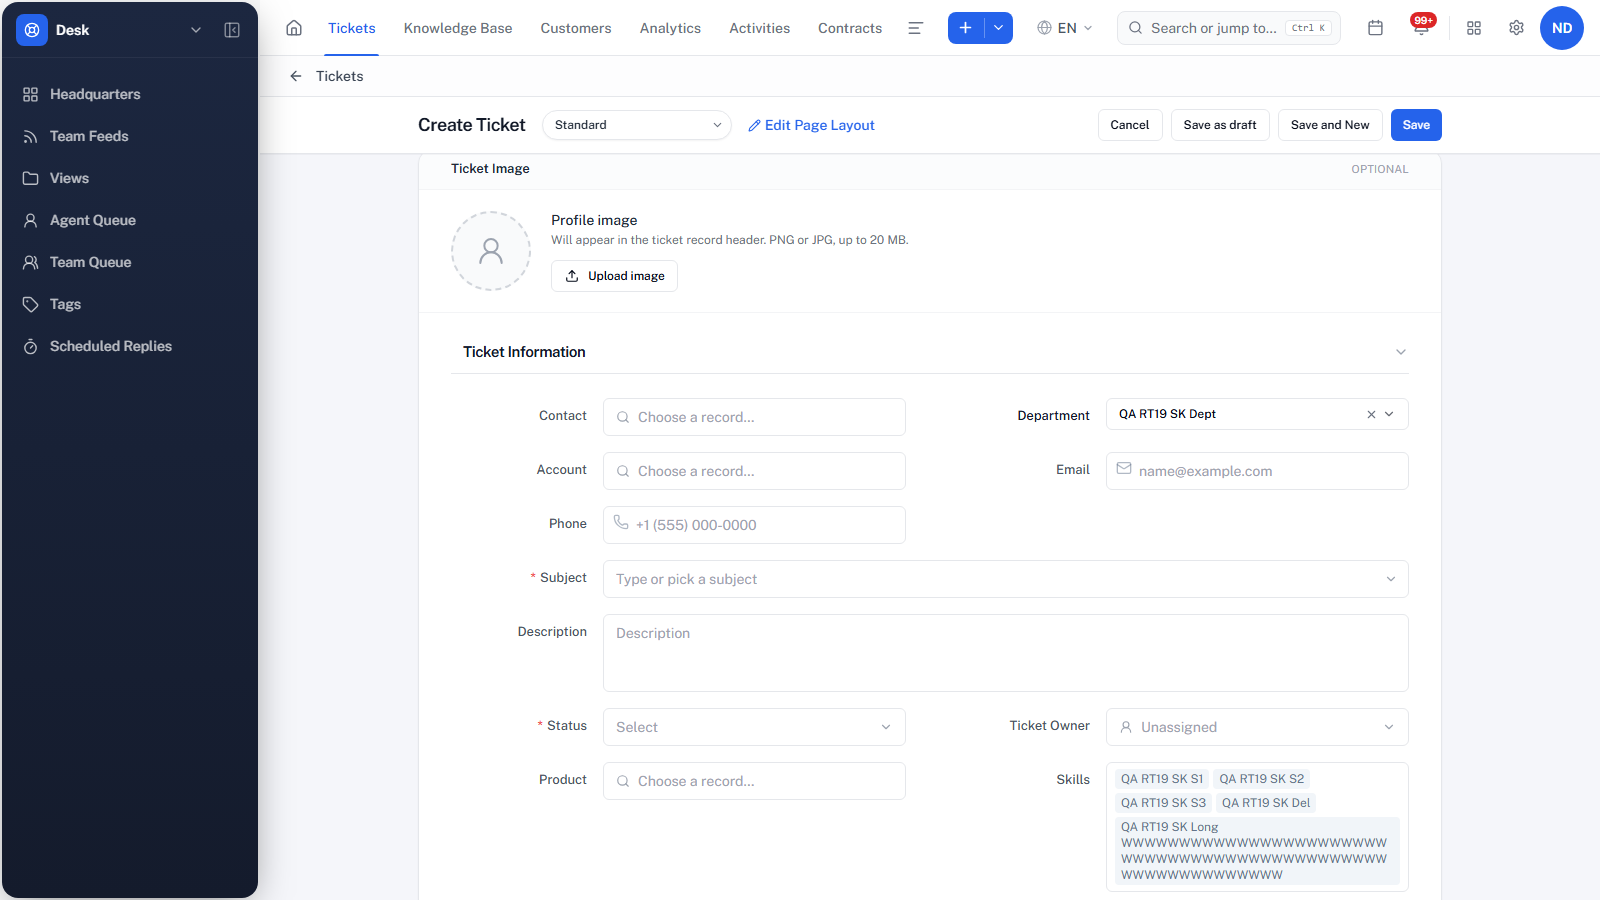 Desk
Headquarters
Team Feeds
Views
Agent Queue
Team Queue
Tags
Scheduled Replies
Tickets
Knowledge Base
Customers
Analytics
Activities
Contracts
EN
Search or jump to...
Ctrl K
99+
ND
Tickets
Create Ticket
Standard
Edit Page Layout
Cancel
Save as draft
Save and New
Save
Ticket Image
OPTIONAL
Profile image
Will appear in the ticket record header. PNG or JPG, up to 20 MB.
Upload image
Ticket Information
Contact
Choose a record...
Department
QA RT19 SK Dept
Account
Choose a record...
Email
name@example.com
Phone
+1 (555) 000-0000
* Subject
Type or pick a subject
Description
Description
* Status
Select
Ticket Owner
Unassigned
Product
Choose a record...
Skills
QA RT19 SK S1
QA RT19 SK S2
QA RT19 SK S3
QA RT19 SK Del
QA RT19 SK Long
WWWWWWWWWWWWWWWWWWWWWWW
WWWWWWWWWWWWWWWWWWWWWWW
WWWWWWWWWWWWWW